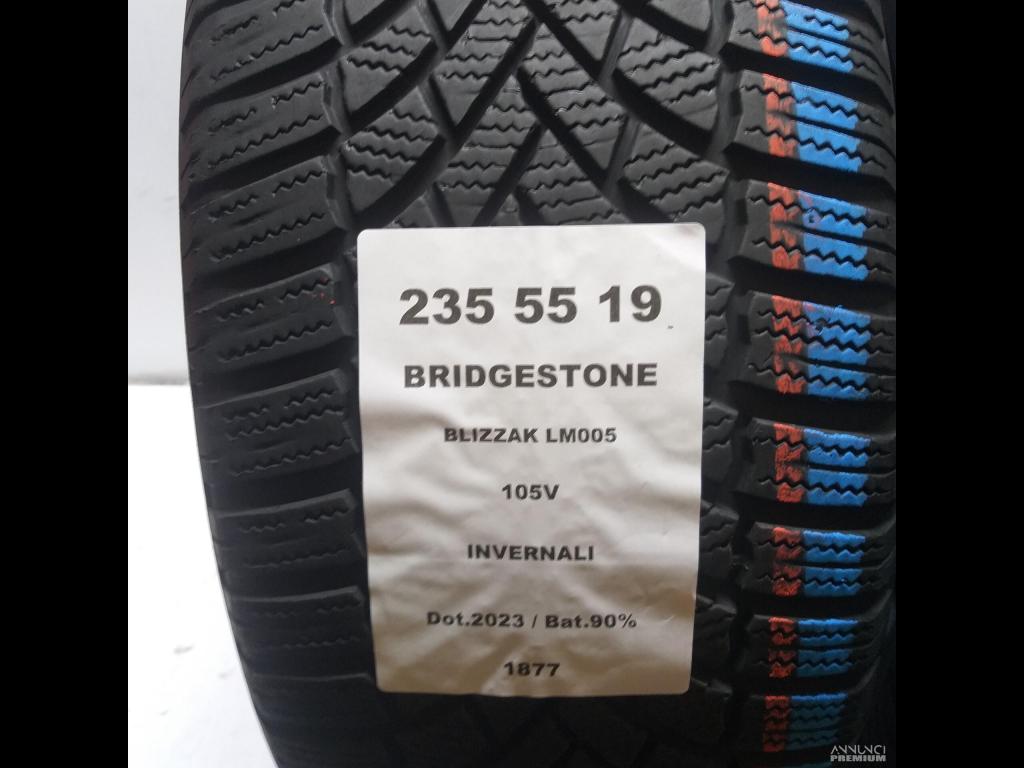 235 55 19
BRIDGESTONE
BLIZZAK LM005
105V
INVERNALI
Dot.2023 / Bat.90%
1877
ANNUNCI
PREMIUM